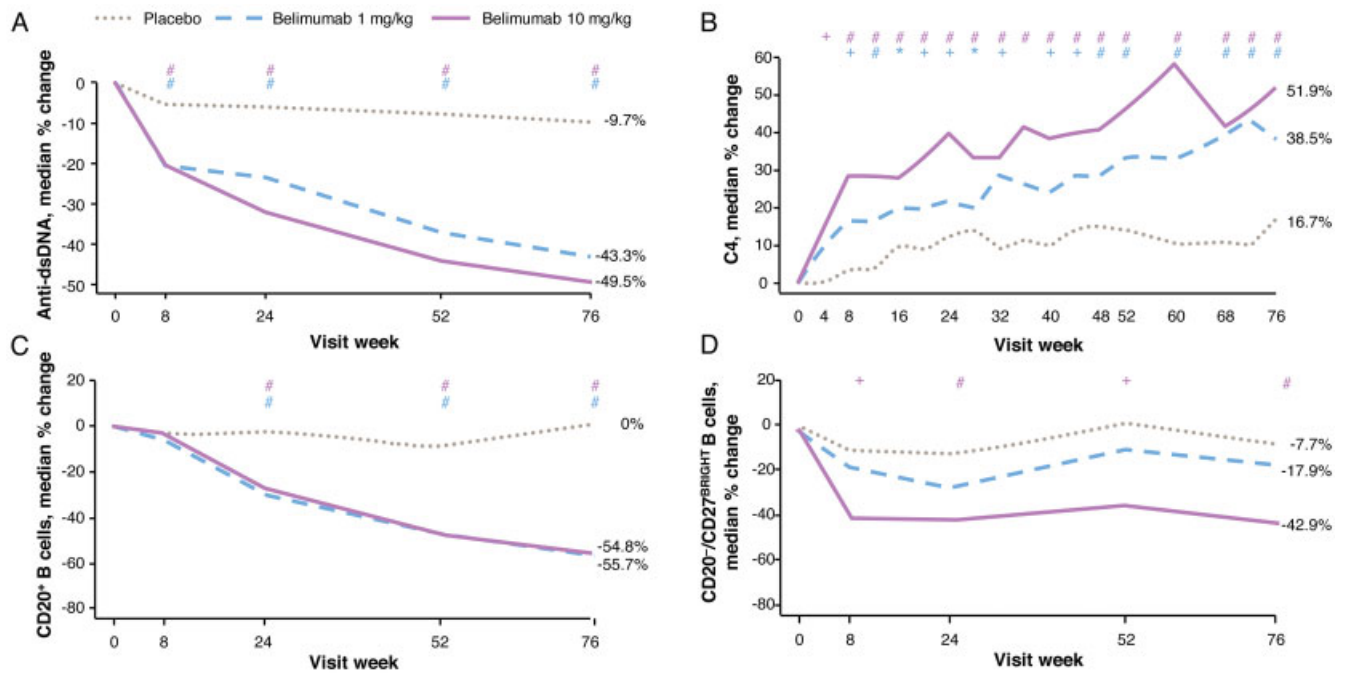 A
Placebo Belimumab 1 mg/kg Belimumab 10 mg/kg
# # # #
# # # #
Anti-dsDNA, median % change
0
-10
-20
-30
-40
-50
-9.7%
-43.3%
-49.5%
0 8 24 52 76
Visit week
B
+ # # # # # # # # # # # # # # # #
+ # * + + * + + + # # # # # #
C4, median % change
60
50
40
30
20
10
0
51.9%
38.5%
16.7%
0 4 8 16 24 32 40 48 52 60 68 76
Visit week
C
# # #
# # #
CD20+ B cells, median % change
20
0
-20
-40
-60
-80
0%
-54.8%
-55.7%
0 8 24 52 76
Visit week
D
+ # + #
CD20–/CD27BRIGHT B cells,
median % change
20
0
-20
-40
-60
-80
-7.7%
-17.9%
-42.9%
0 8 24 52 76
Visit week